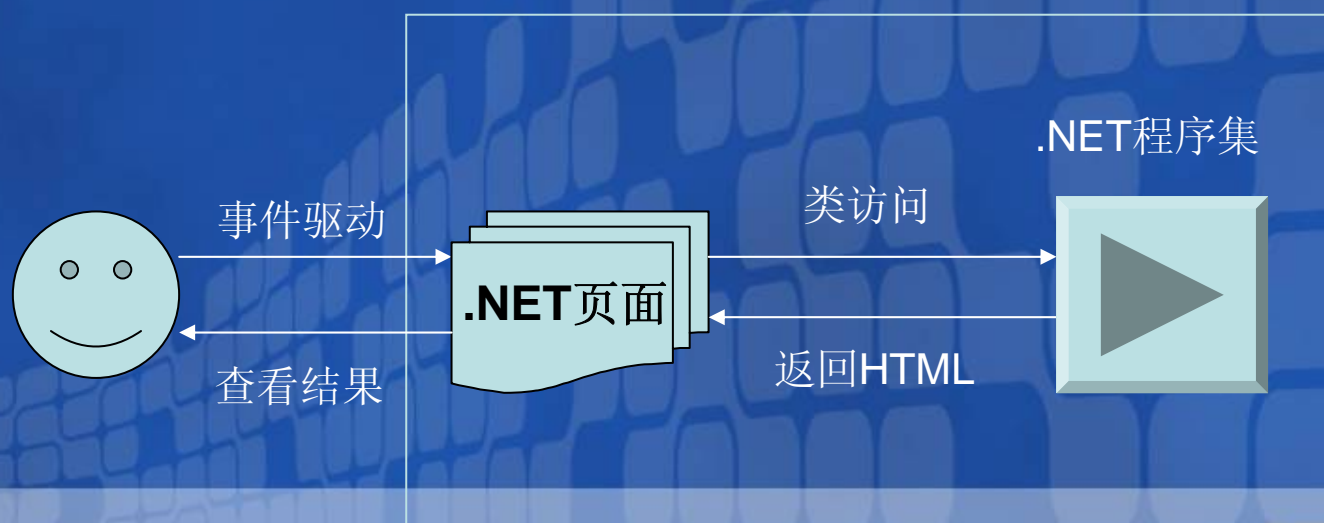 .NET程序集
事件驱动
类访问
.NET页面
查看结果
返回HTML